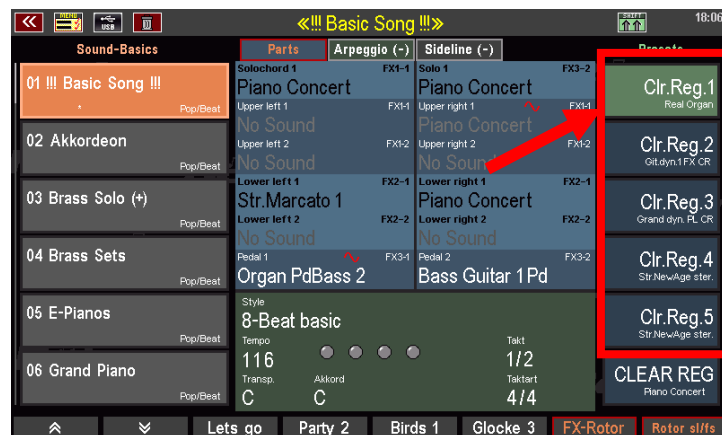 MENU
USB
«!!! Basic Song !!!»
SHIFT
18:06
Sound-Basics
Parts
Arpeggio (-)
Sideline (-)
Presets
01 !!! Basic Song !!!
* Pop/Beat
02 Akkordeon
Pop/Beat
03 Brass Solo (+)
Pop/Beat
04 Brass Sets
Pop/Beat
05 E-Pianos
Pop/Beat
06 Grand Piano
Pop/Beat
Solochord 1 FX1-1
Piano Concert
Solo 1 FX3-2
Piano Concert
Upper left 1 FX1-1
No Sound
Upper right 1 FX1-1
Piano Concert
Upper left 2 FX1-2
No Sound
Upper right 2 FX1-2
No Sound
Lower left 1 FX2-1
Str.Marcato 1
Lower right 1 FX2-1
Piano Concert
Lower left 2 FX2-2
No Sound
Lower right 2 FX2-2
No Sound
Pedal 1 FX3-1
Organ PdBass 2
Pedal 2 FX3-2
Bass Guitar 1Pd
Style
8-Beat basic
Tempo
116
Takt
1/2
Transp.
C
Akkord
C
Taktart
4/4
Clr.Reg.1
Real Organ
Clr.Reg.2
Git.dyn.1 FX CR
Clr.Reg.3
Grand dyn. PL CR
Clr.Reg.4
Str.NewAge ster.
Clr.Reg.5
Str.NewAge ster.
CLEAR REG
Piano Concert
Lets go
Party 2
Birds 1
Glocke 3
FX-Rotor
Rotor sl/fs